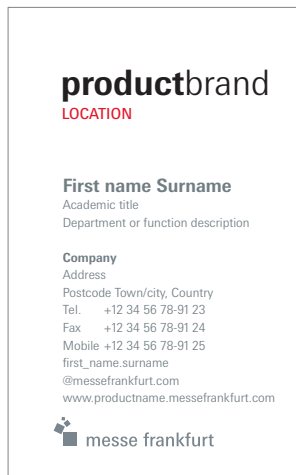 productbrand
LOCATION
First name Surname
Academic title
Department or function description
Company
Address
Postcode Town/city, Country
Tel. +12 34 56 78-91 23
Fax +12 34 56 78-91 24
Mobile +12 34 56 78-91 25
first_name.surname
@messefrankfurt.com
www.productname.messefrankfurt.com
messe frankfurt